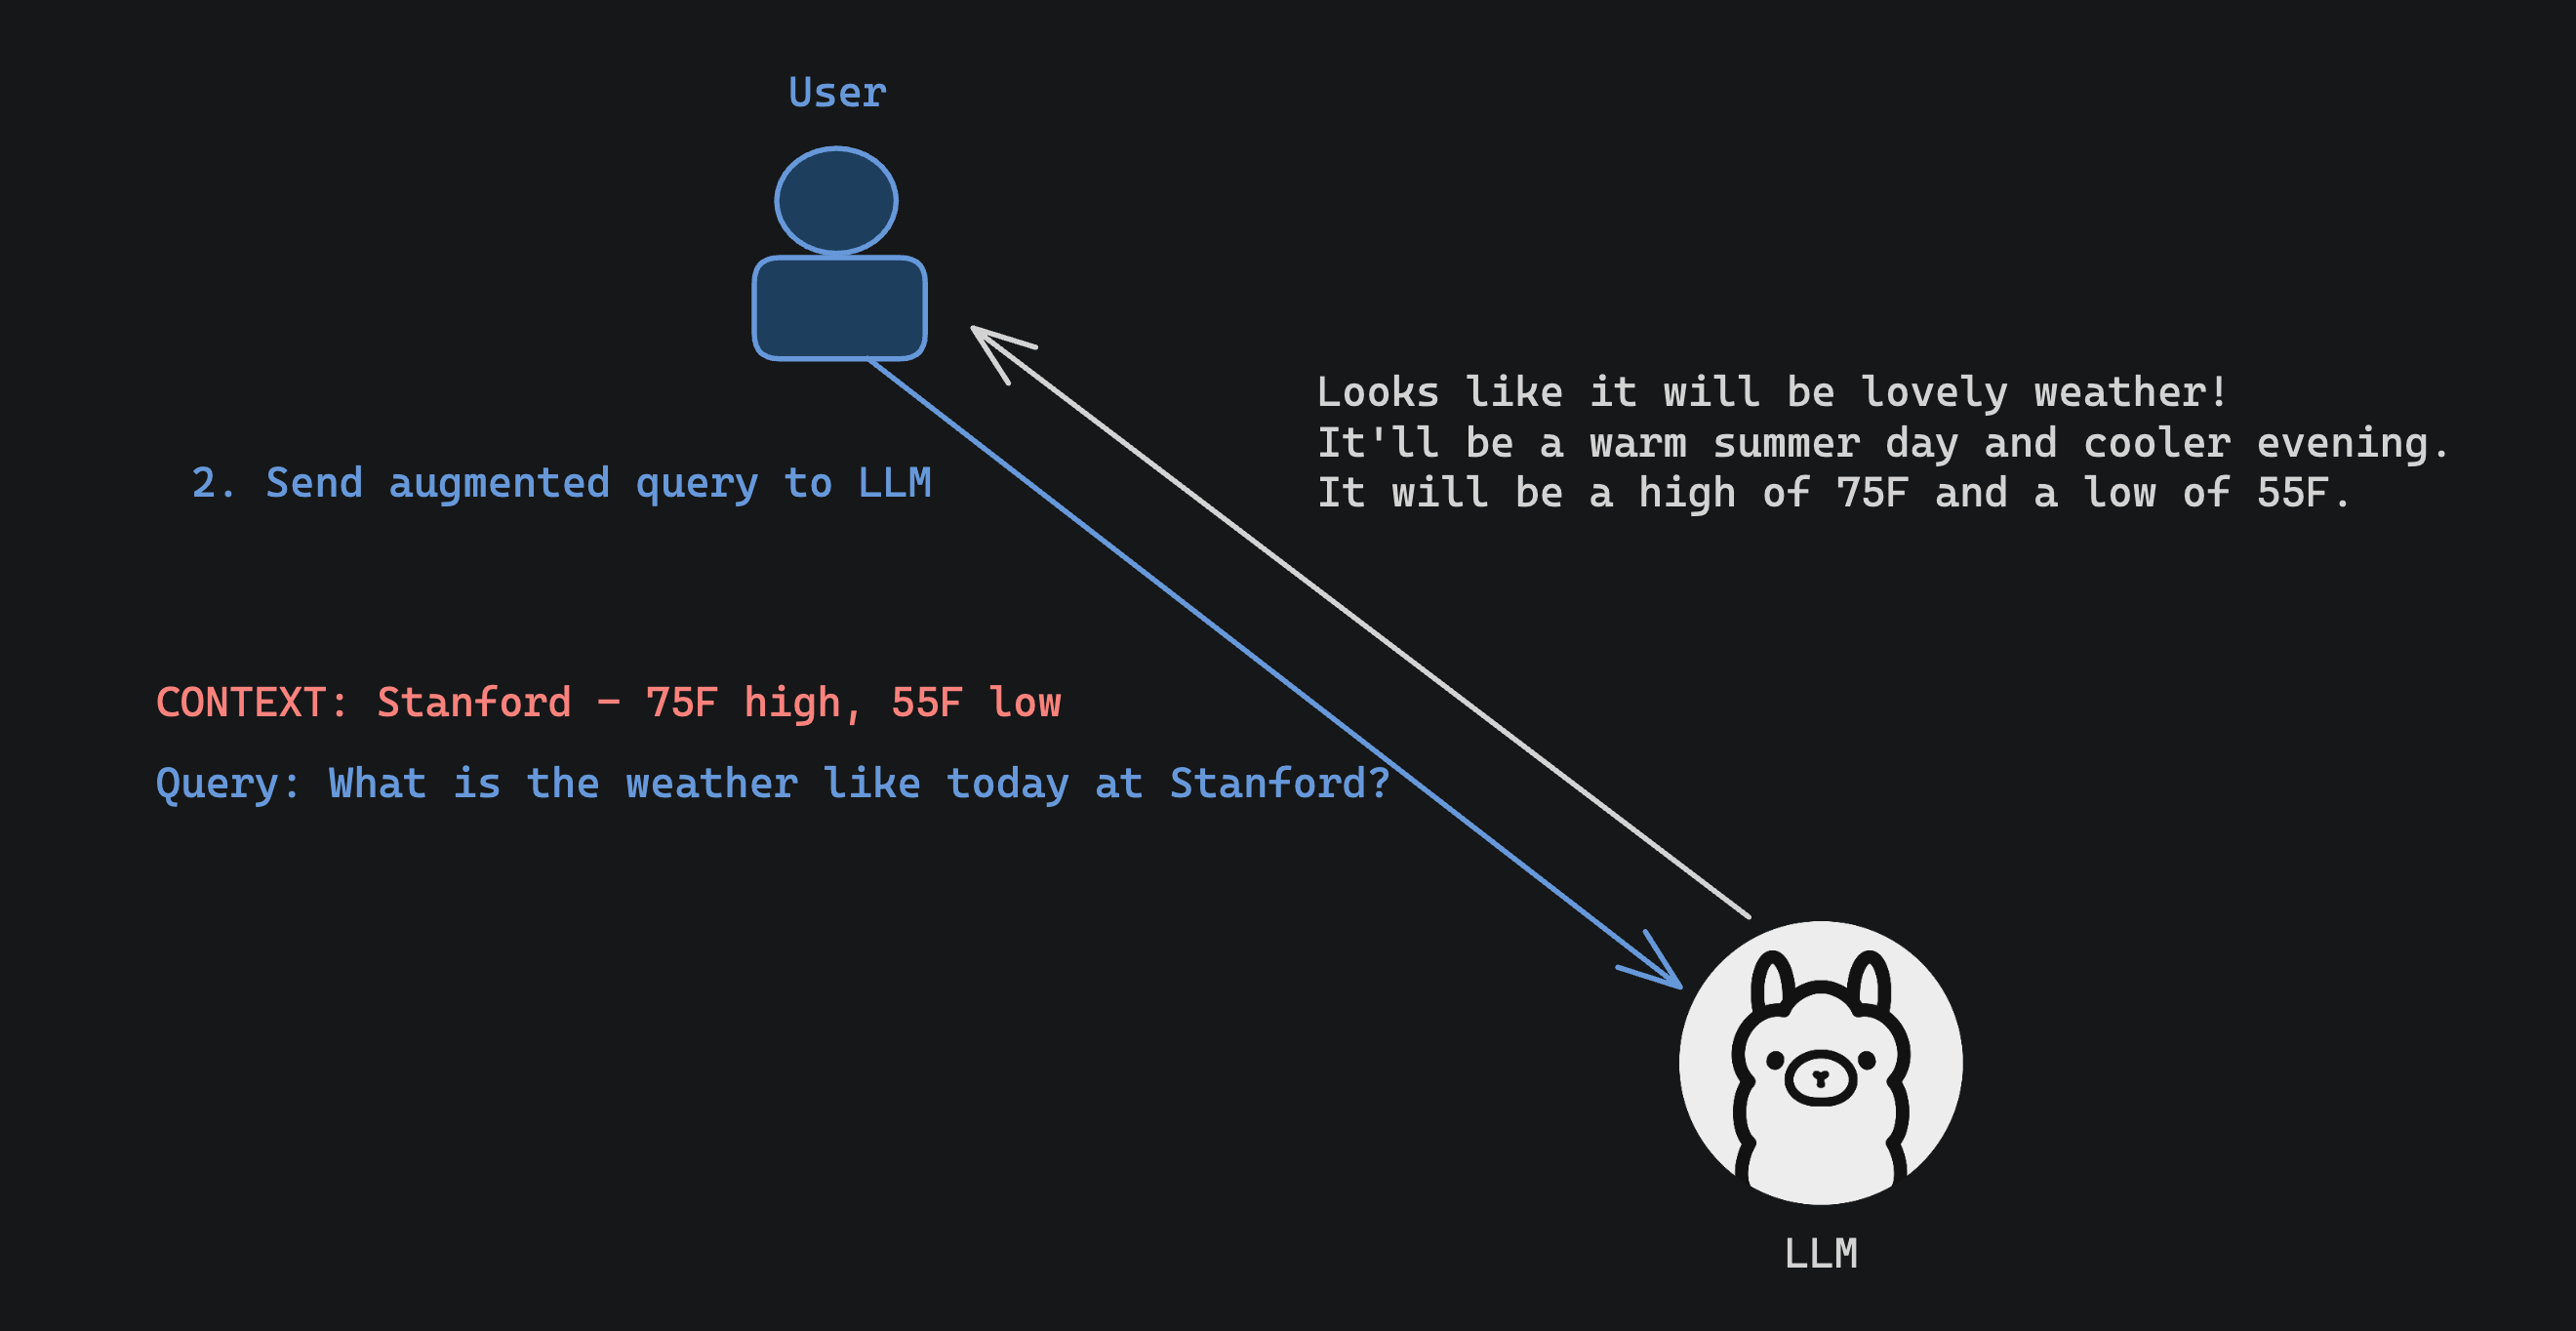 User
2. Send augmented query to LLM
Looks like it will be lovely weather!
It'll be a warm summer day and cooler evening.
It will be a high of 75F and a low of 55F.
CONTEXT: Stanford – 75F high, 55F low
Query: What is the weather like today at Stanford?
LLM